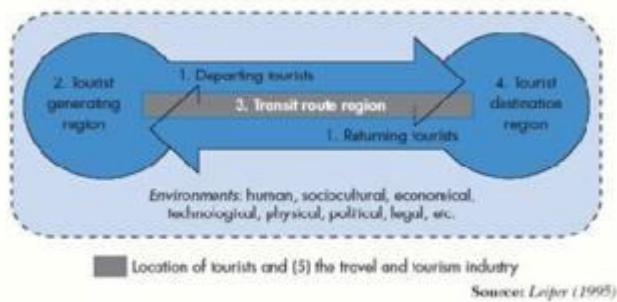 1. Departing tourists
2. Tourist
generating
region
3. Transit route region
4. Tourist
destination
region
1. Returning tourists
Environments: human, sociocultural, economical,
technological, physical, political, legal, etc.
Location of tourists and (5) the travel and tourism industry
Source: Leiper (1995)